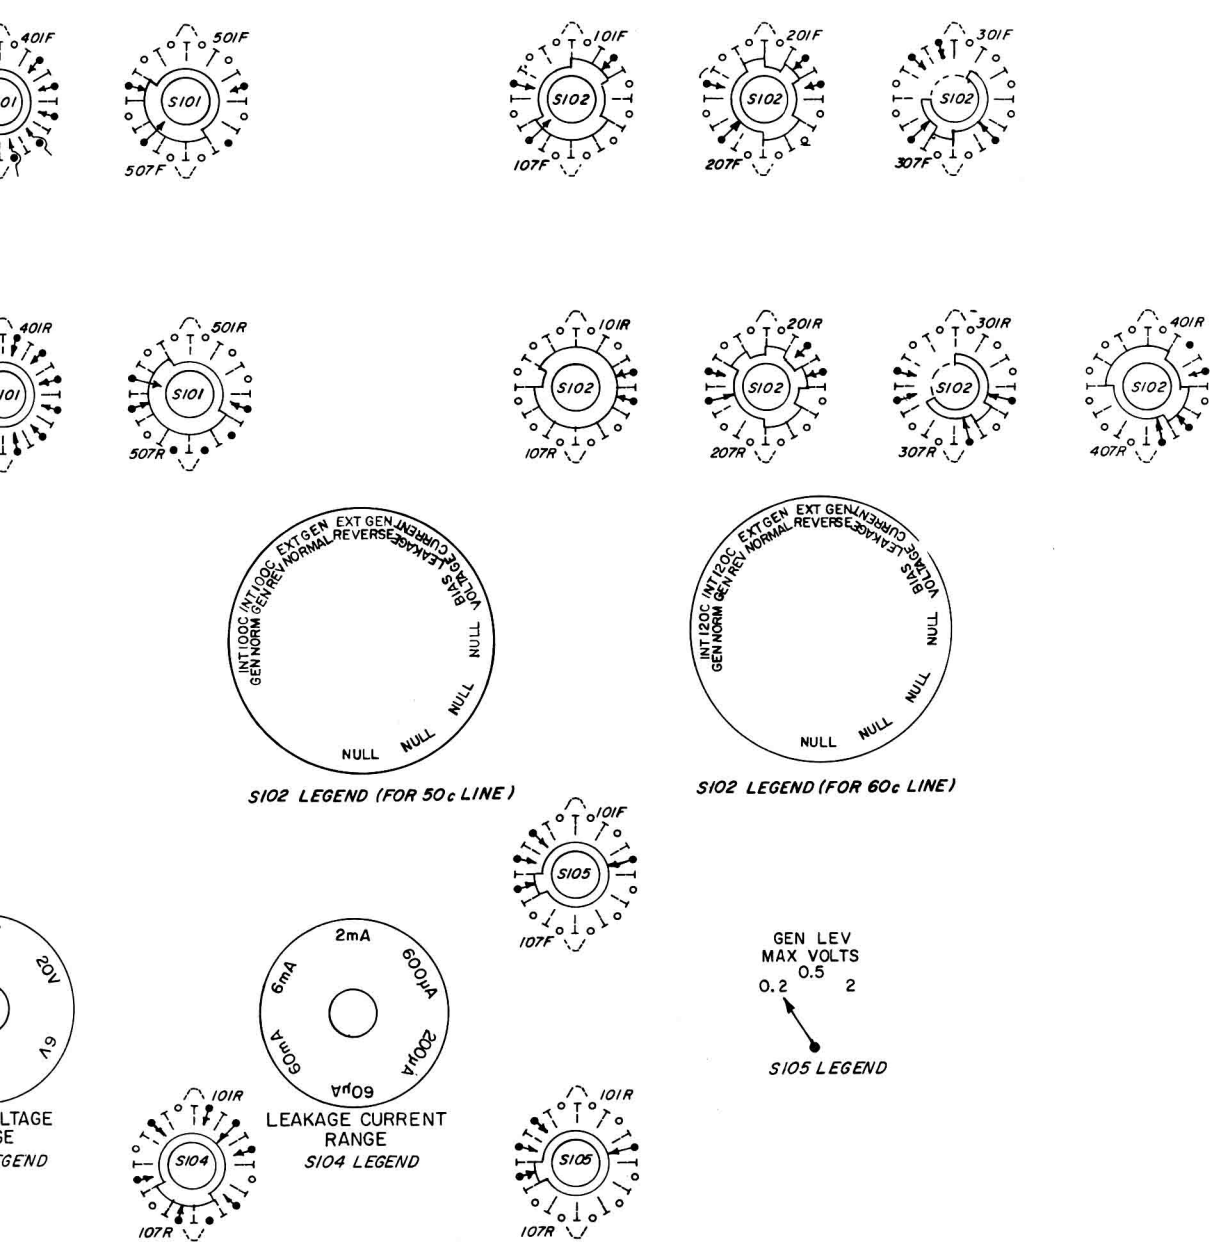 401F
501F
101F
201F
301F
S101
S102
S102
S102
507F
107F
207F
307F
401R
501R
101R
201R
301R
401R
S101
S102
S102
S102
S102
507R
107R
207R
307R
407R
INT 100C
GEN NORM
INT 100C
GEN REV
EXT GEN
NORMAL
EXT GEN
REVERSE
LEAKAGE
CURRENT
BIAS
VOLTAGE
NULL
NULL
NULL
NULL
S102 LEGEND (FOR 50c LINE)
INT 120C
GEN NORM
INT 120C
GEN REV
EXT GEN
NORMAL
EXT GEN
REVERSE
LEAKAGE
CURRENT
BIAS
VOLTAGE
NULL
NULL
NULL
NULL
S102 LEGEND (FOR 60c LINE)
101F
S105
107F
20V
6V
LTAGE
GE
GEND
2mA
600µA
200µA
60µA
60mA
6mA
LEAKAGE CURRENT
RANGE
S104 LEGEND
GEN LEV
MAX VOLTS
0.5
0.2 2
S105 LEGEND
101R
S104
107R
101R
S105
107R